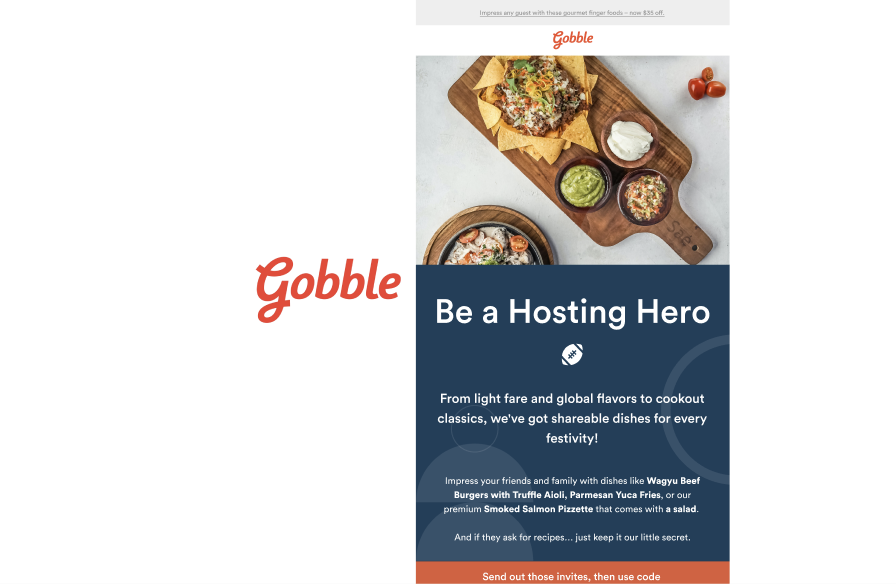 Impress any guest with these gourmet finger foods – now $35 off.
Gobble
Gobble
Be a Hosting Hero
From light fare and global flavors to cookout
classics, we've got shareable dishes for every
festivity!
Impress your friends and family with dishes like Wagyu Beef
Burgers with Truffle Aioli, Parmesan Yuca Fries, or our
premium Smoked Salmon Pizzette that comes with a salad.
And if they ask for recipes... just keep it our little secret.
Send out those invites, then use code